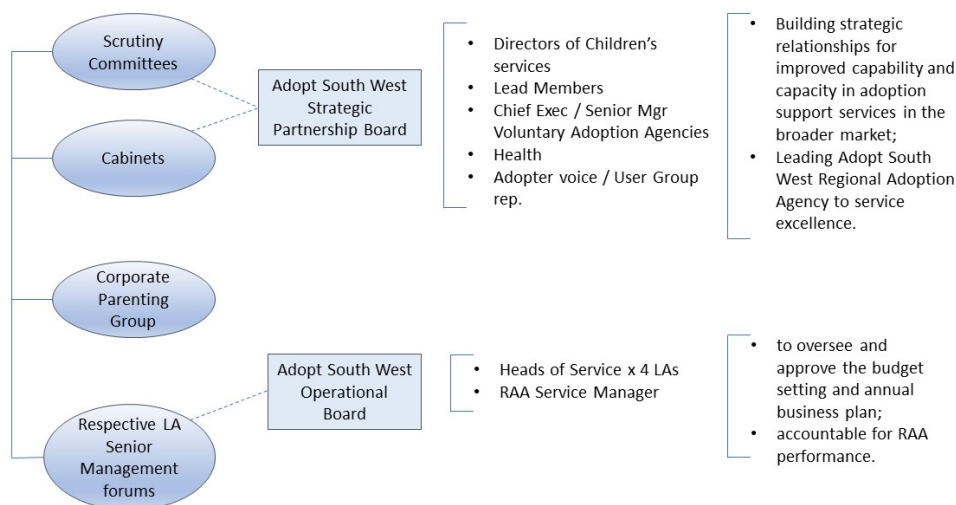 Scrutiny
Committees
Adopt South West
Strategic
Partnership Board
Cabinets
• Directors of Children’s
services
• Lead Members
• Chief Exec / Senior Mgr
Voluntary Adoption Agencies
• Health
• Adopter voice / User Group
rep.
• Building strategic
relationships for
improved capability and
capacity in adoption
support services in the
broader market;
• Leading Adopt South
West Regional Adoption
Agency to service
excellence.
Corporate
Parenting
Group
Respective LA
Senior
Management
forums
Adopt South West
Operational
Board
• Heads of Service x 4 LAs
• RAA Service Manager
• to oversee and
approve the budget
setting and annual
business plan;
• accountable for RAA
performance.